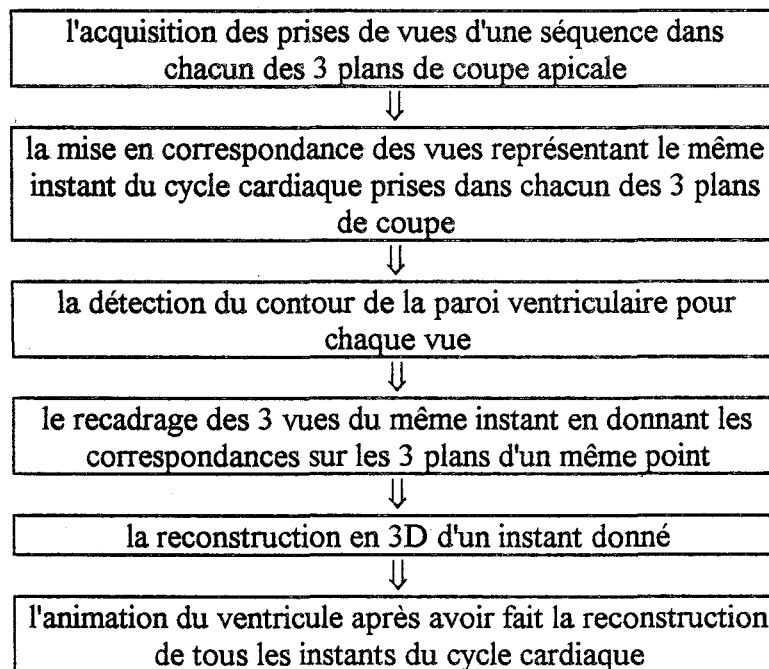 l'acquisition des prises de vues d'une séquence dans
chacun des 3 plans de coupe apicale
⇓
la mise en correspondance des vues représentant le même
instant du cycle cardiaque prises dans chacun des 3 plans
de coupe
⇓
la détection du contour de la paroi ventriculaire pour
chaque vue
⇓
le recadrage des 3 vues du même instant en donnant les
correspondances sur les 3 plans d'un même point
⇓
la reconstruction en 3D d'un instant donné
⇓
l'animation du ventricule après avoir fait la reconstruction
de tous les instants du cycle cardiaque